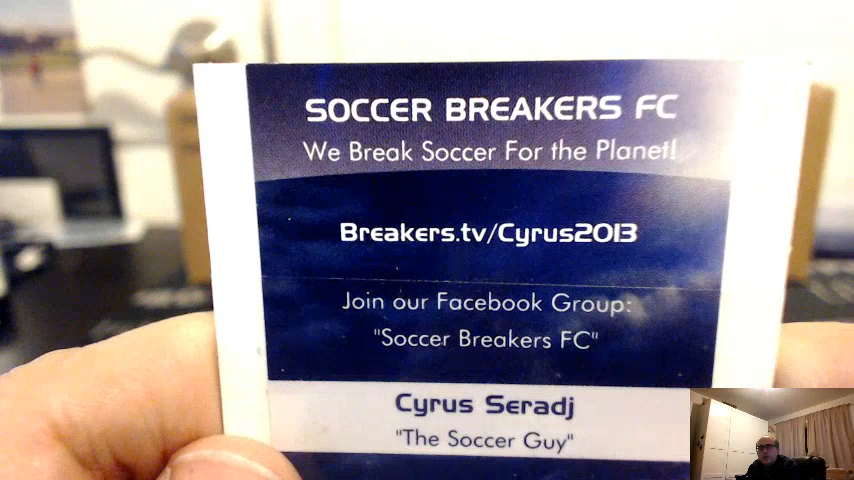 SOCCER BREAKERS FC
We Break Soccer For the Planet!
Breakers.tv/Cyrus2013
Join our Facebook Group:
"Soccer Breakers FC"
Cyrus Seradj
"The Soccer Guy"